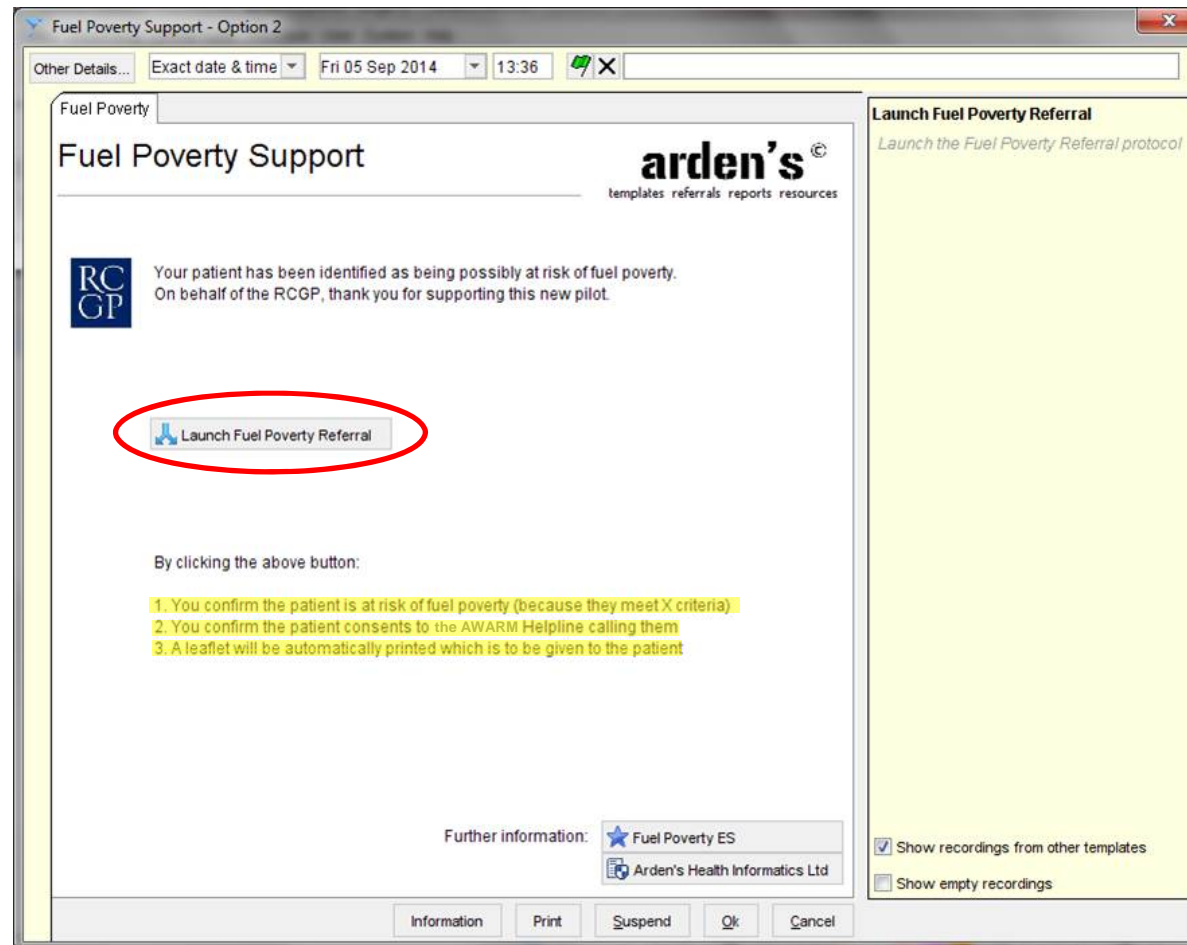 Fuel Poverty Support - Option 2
Other Details... Exact date & time Fri 05 Sep 2014 13:36
Fuel Poverty
Fuel Poverty Support
arden's ©
templates referrals reports resources
RC
GP
Your patient has been identified as being possibly at risk of fuel poverty.
On behalf of the RCGP, thank you for supporting this new pilot.
Launch Fuel Poverty Referral
By clicking the above button:
1. You confirm the patient is at risk of fuel poverty (because they meet X criteria)
2. You confirm the patient consents to the AWARM Helpline calling them
3. A leaflet will be automatically printed which is to be given to the patient
Further information: Fuel Poverty ES
Arden's Health Informatics Ltd
Launch Fuel Poverty Referral
Launch the Fuel Poverty Referral protocol
Show recordings from other templates
Show empty recordings
Information Print Suspend Ok Cancel